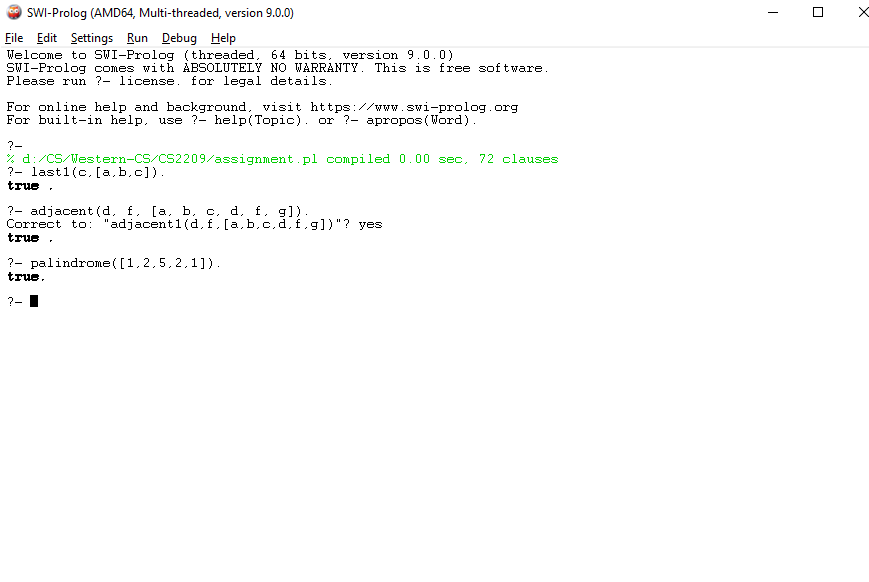 SWI-Prolog (AMD64, Multi-threaded, version 9.0.0)
File Edit Settings Run Debug Help
Welcome to SWI-Prolog (threaded, 64 bits, version 9.0.0)
SWI-Prolog comes with ABSOLUTELY NO WARRANTY. This is free software.
Please run ?- license. for legal details.
For online help and background, visit https://www.swi-prolog.org
For built-in help, use ?- help(Topic). or ?- apropos(Word).
?-
% d:/CS/Western-CS/CS2209/assignment.pl compiled 0.00 sec, 72 clauses
?- last1(c,[a,b,c]).
true .
?- adjacent(d, f, [a, b, c, d, f, g]).
Correct to: "adjacent1(d,f,[a,b,c,d,f,g])"? yes
true .
?- palindrome([1,2,5,2,1]).
true.
?-